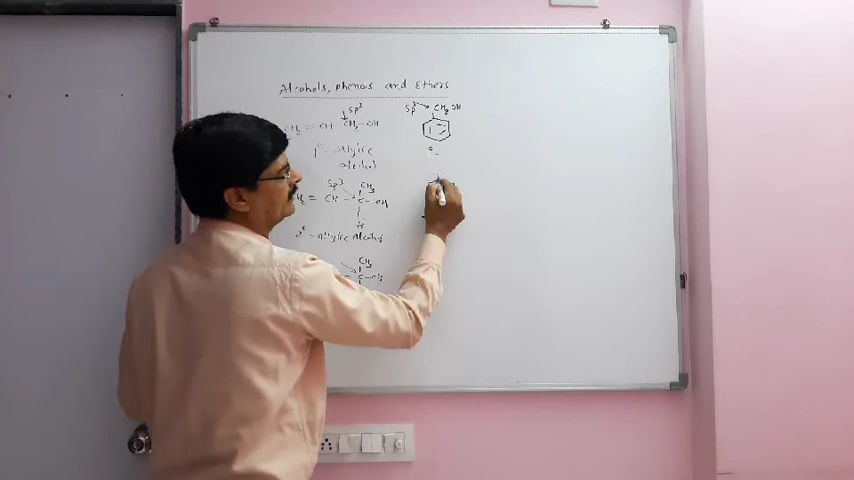 Alcohols, phenols and Ethers
sp³
CH₂ = CH CH₂-OH
1° - Allylic
Alcohol
sp³ CH₃
= CH - C - OH
H
2° - Allylic Alcohol
CH₃
C
sp³ CH₂ OH